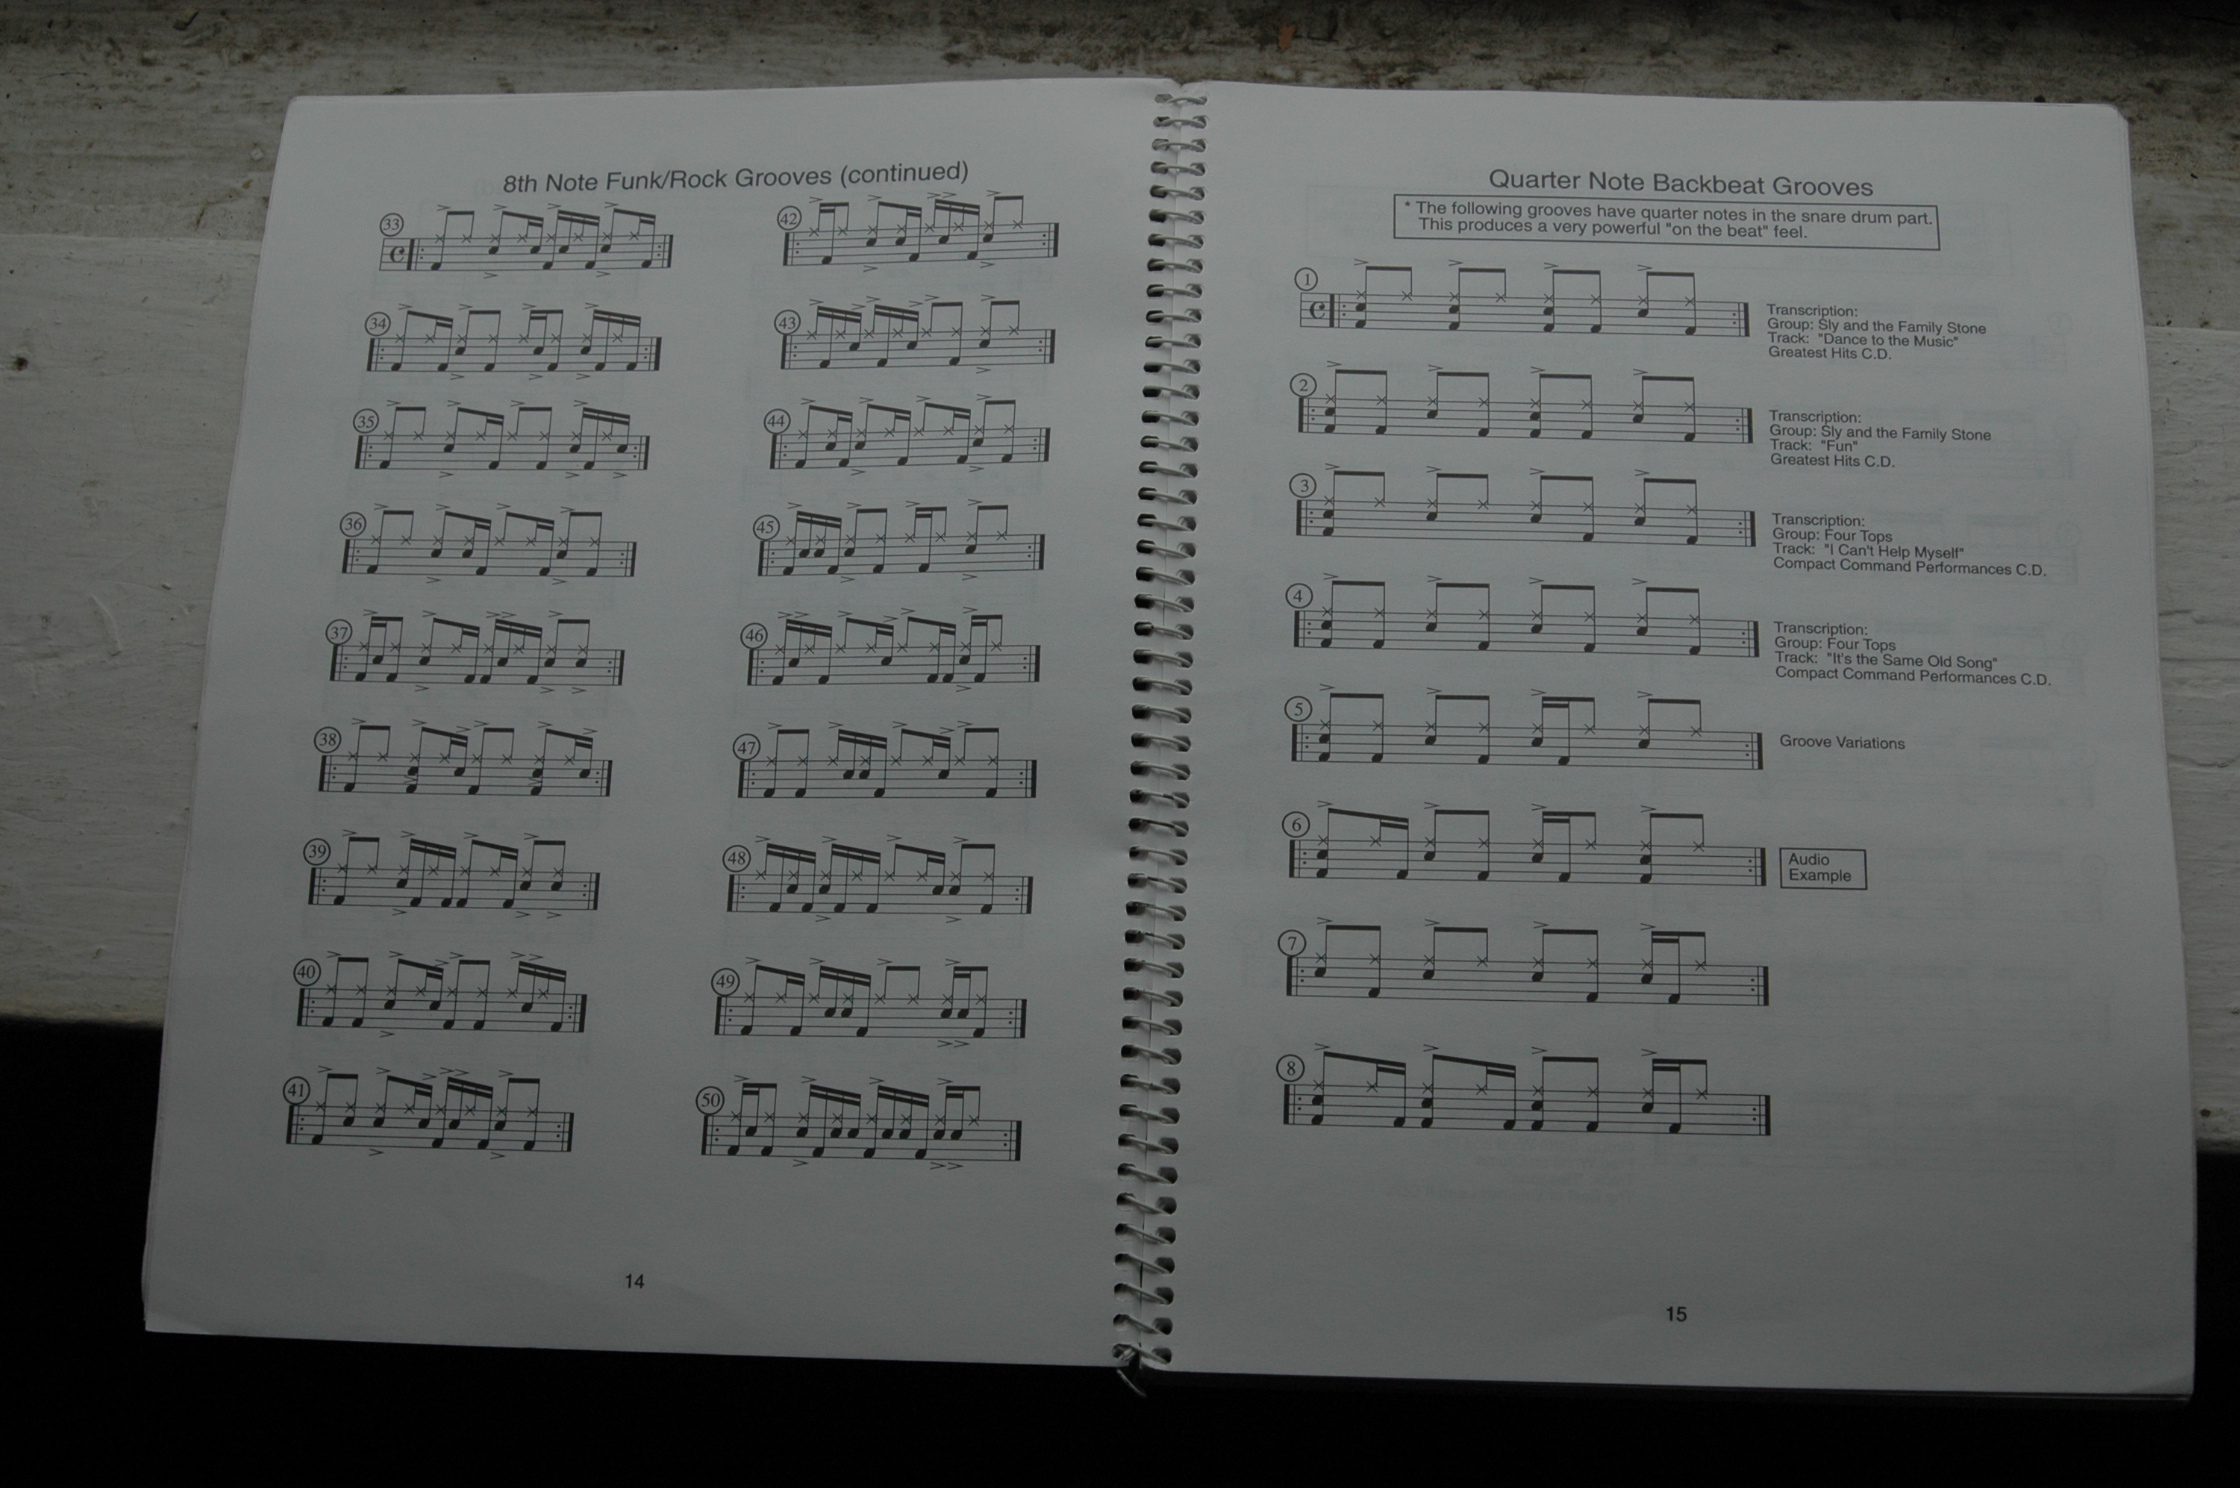 8th Note Funk/Rock Grooves (continued)
33
34
35
36
37
38
39
40
41
42
43
44
45
46
47
48
49
50
14
Quarter Note Backbeat Grooves
* The following grooves have quarter notes in the snare drum part.
This produces a very powerful "on the beat" feel.
1
Transcription:
Group: Sly and the Family Stone
Track: "Dance to the Music"
Greatest Hits C.D.
2
Transcription:
Group: Sly and the Family Stone
Track: "Fun"
Greatest Hits C.D.
3
Transcription:
Group: Four Tops
Track: "I Can't Help Myself"
Compact Command Performances C.D.
4
Transcription:
Group: Four Tops
Track: "It's the Same Old Song"
Compact Command Performances C.D.
5
Groove Variations
6
Audio
Example
7
8
15